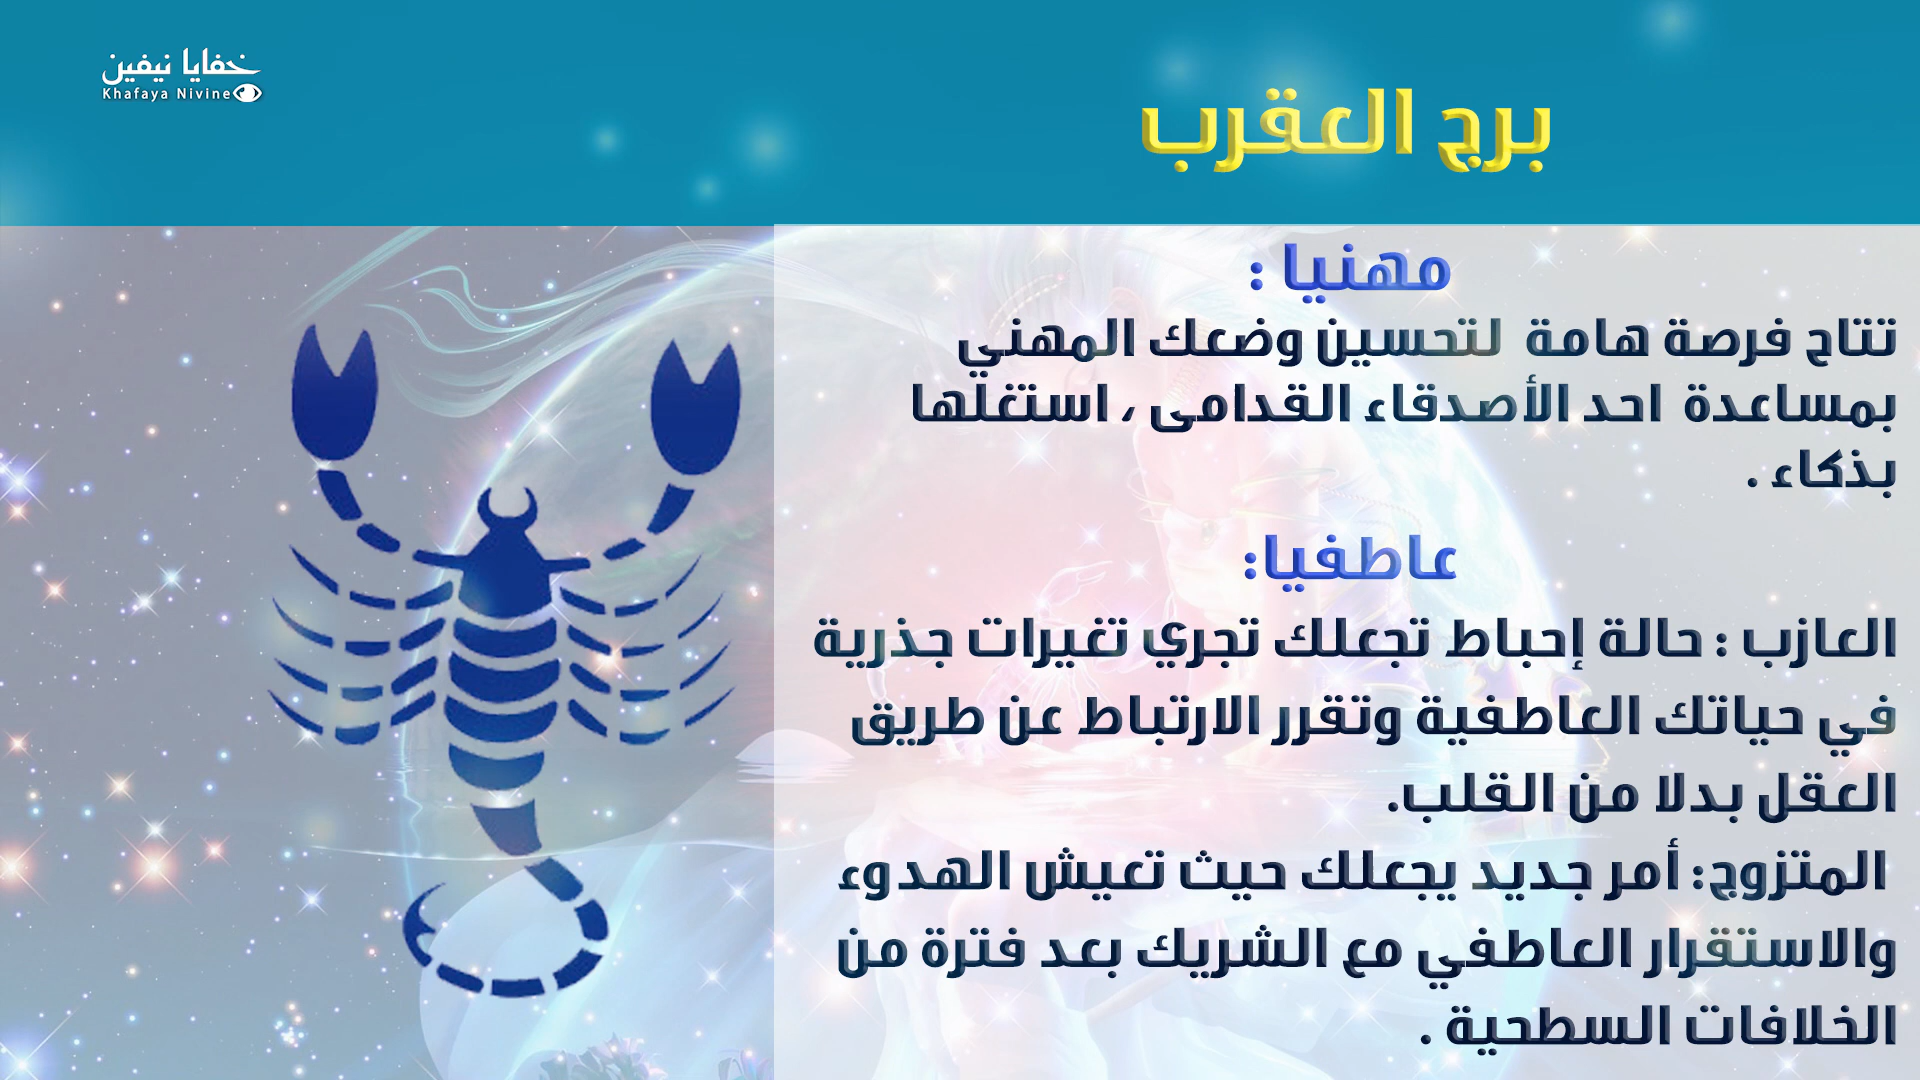 خفايا نيفين
Khafaya Nivine
برج العقرب
مهنيا :
تتاح فرصة هامة لتحسين وضعك المهني
بمساعدة احد الأصدقاء القدامى ، استغلها
بذكاء .
عاطفيا:
العازب : حالة إحباط تجعلك تجري تغيرات جذرية
في حياتك العاطفية وتقرر الارتباط عن طريق
العقل بدلا من القلب.
المتزوج: أمر جديد يجعلك حيث تعيش الهدوء
والاستقرار العاطفي مع الشريك بعد فترة من
الخلافات السطحية .